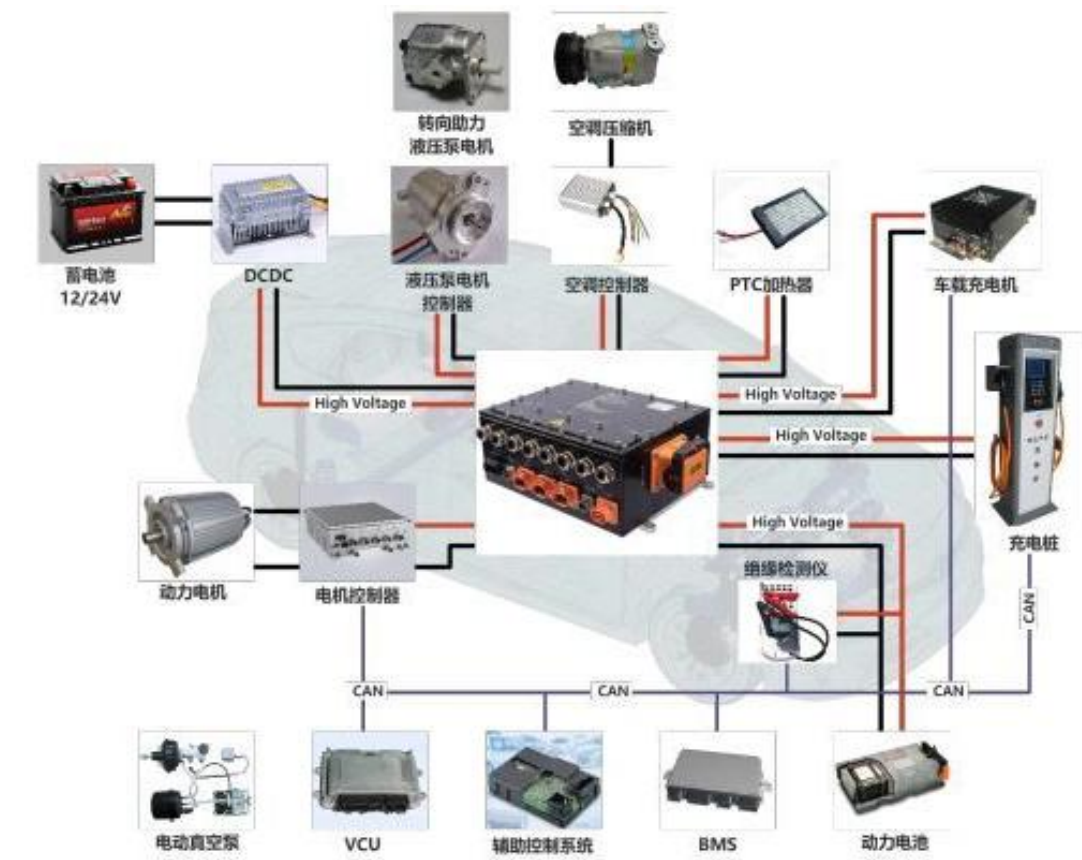 转向助力
液压泵电机
空调压缩机
蓄电池
12/24V
DCDC
液压泵电机
控制器
空调控制器
PTC加热器
车载充电机
High Voltage
High Voltage
High Voltage
High Voltage
充电桩
动力电机
电机控制器
绝缘检测仪
CAN
CAN
CAN
CAN
电动真空泵
VCU
辅助控制系统
BMS
动力电池